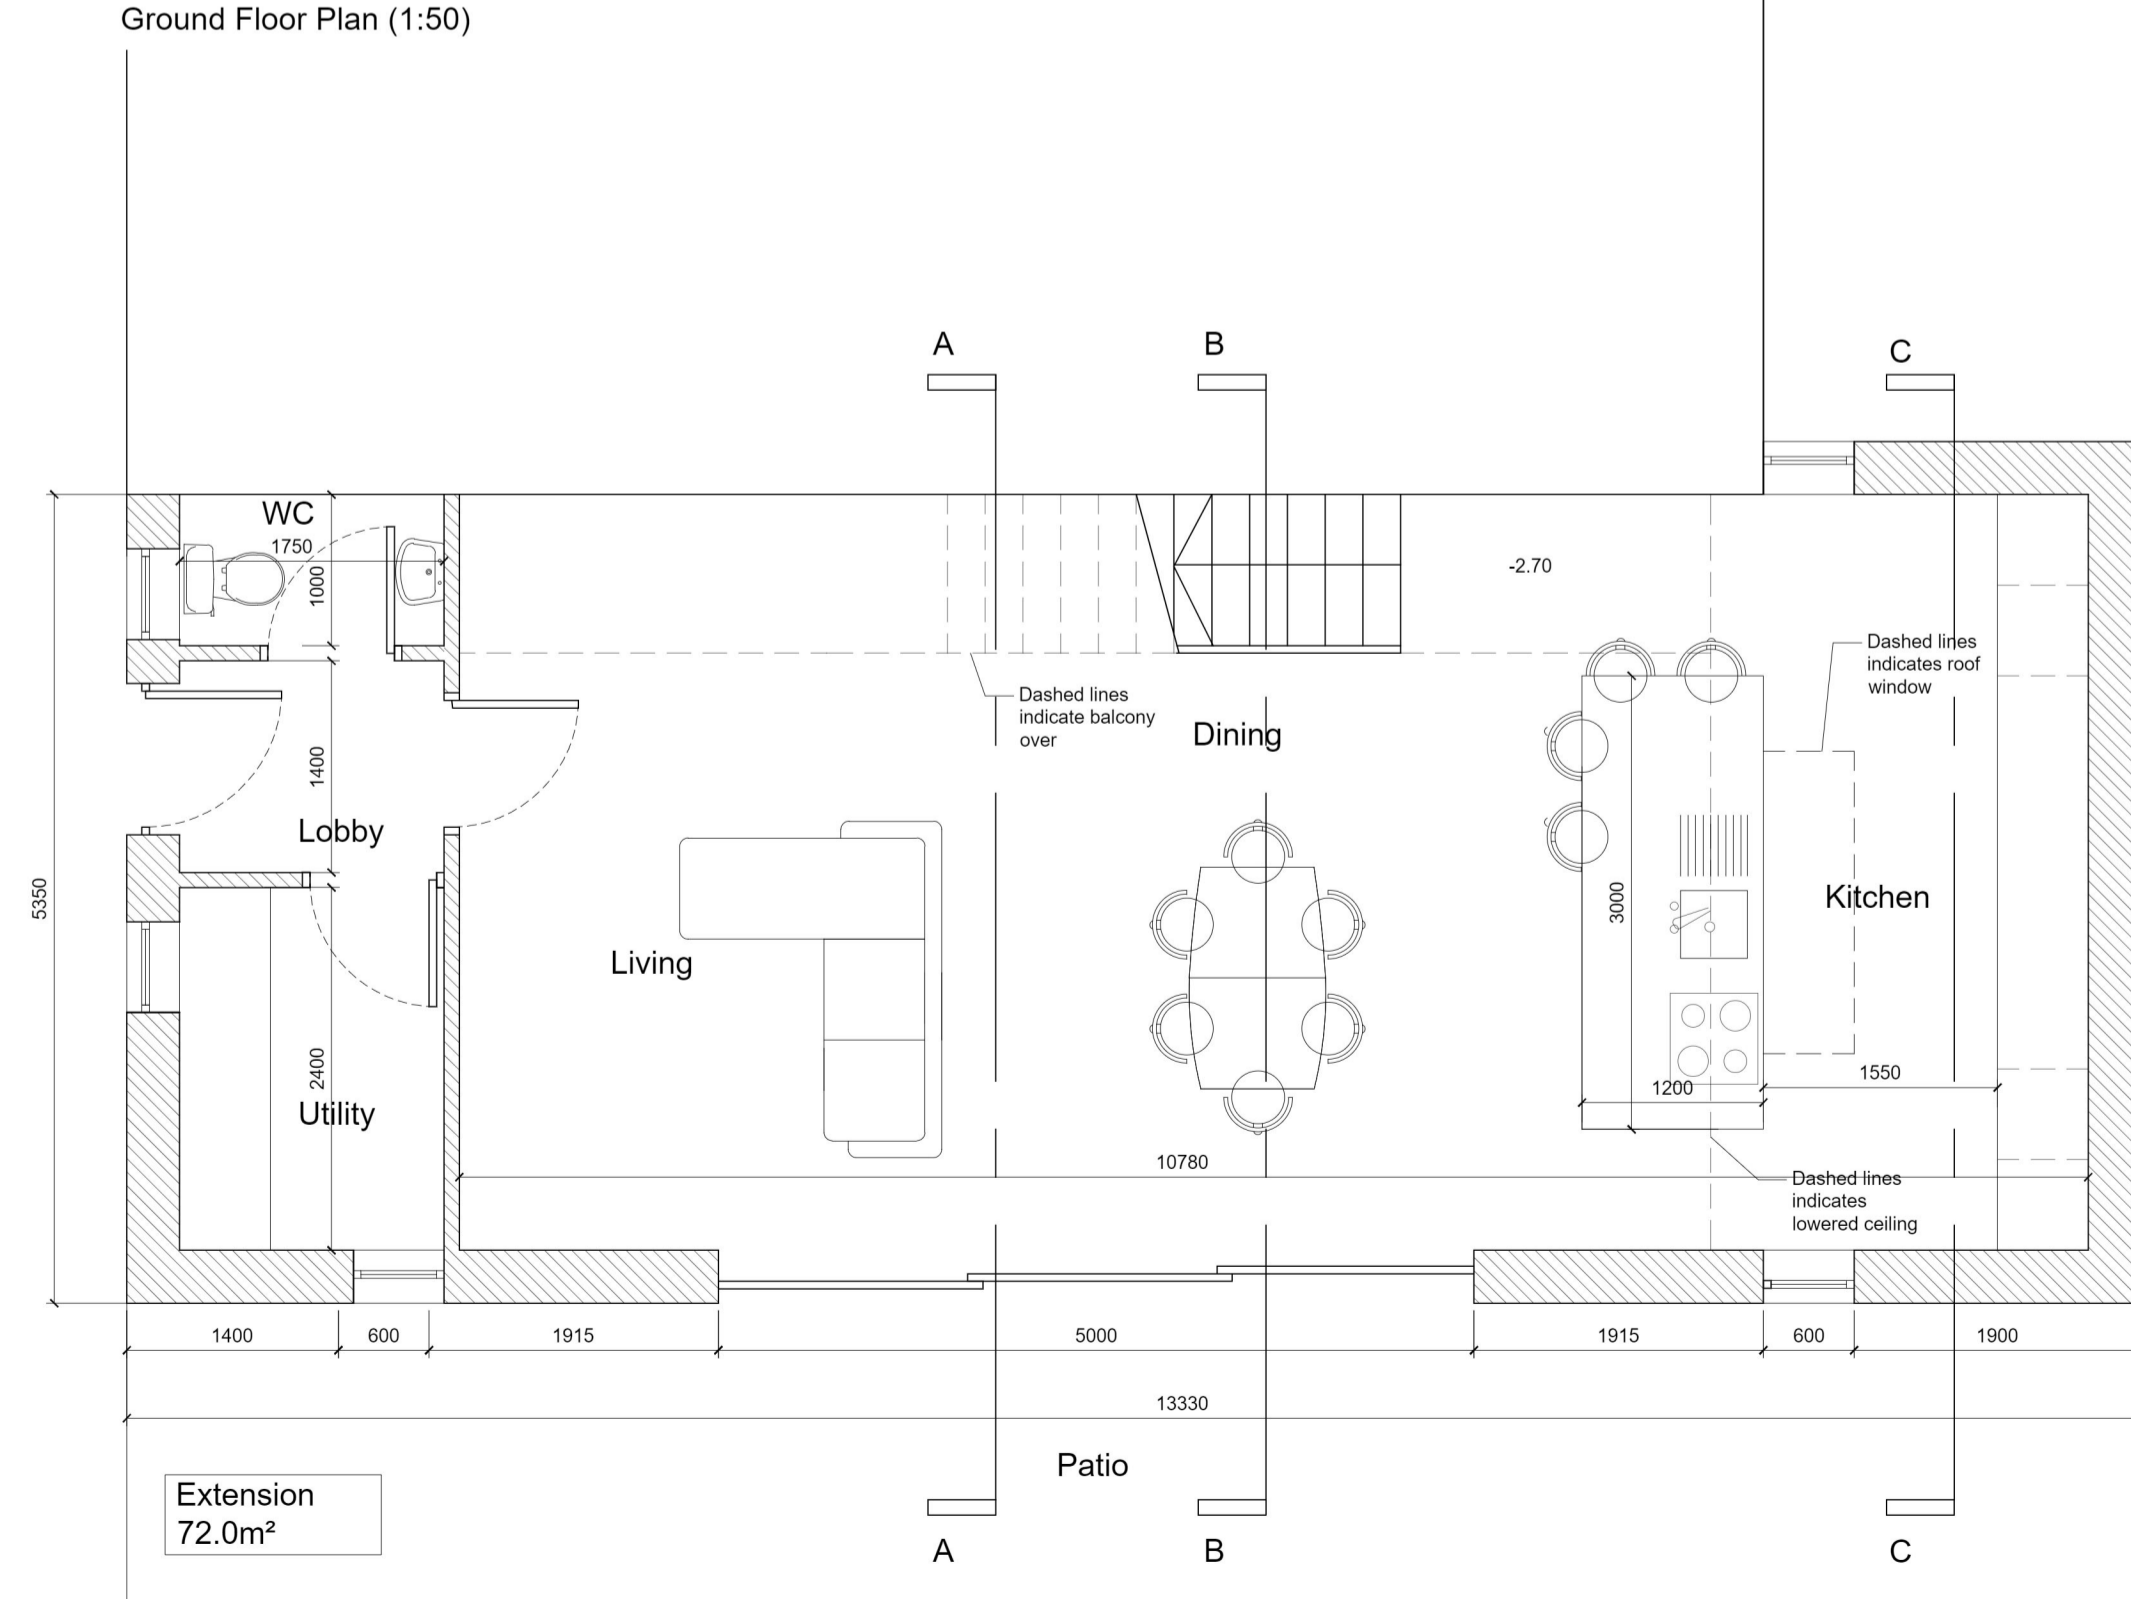 Ground Floor Plan (1:50)
A
B
C
WC
1750
1000
-2.70
Dashed lines
indicates roof
window
Dashed lines
indicate balcony
over
Dining
1400
Lobby
5350
3000
Kitchen
Living
2400
Utility
1200
1550
10780
Dashed lines
indicates
lowered ceiling
1400
600
1915
5000
1915
600
1900
13330
Patio
Extension
72.0m²
A
B
C